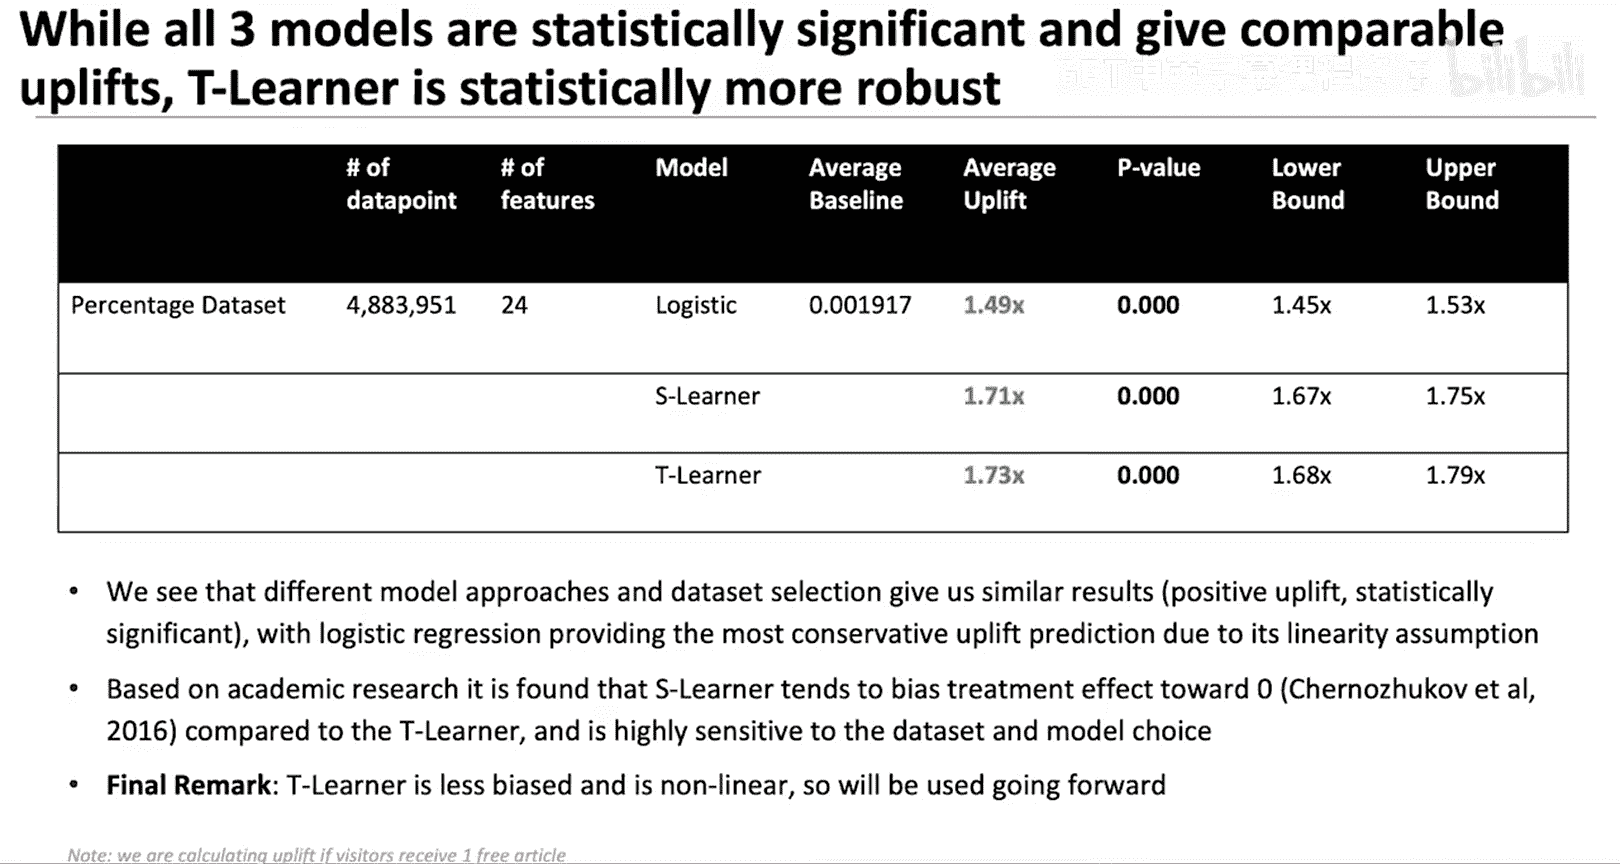 While all 3 models are statistically significant and give comparable
uplifts, T-Learner is statistically more robust
bilibili
# of datapoint # of features Model Average Baseline Average Uplift P-value Lower Bound Upper Bound
Percentage Dataset 4,883,951 24 Logistic 0.001917 1.49x 0.000 1.45x 1.53x
S-Learner 1.71x 0.000 1.67x 1.75x
T-Learner 1.73x 0.000 1.68x 1.79x
• We see that different model approaches and dataset selection give us similar results (positive uplift, statistically
significant), with logistic regression providing the most conservative uplift prediction due to its linearity assumption
• Based on academic research it is found that S-Learner tends to bias treatment effect toward 0 (Chernozhukov et al,
2016) compared to the T-Learner, and is highly sensitive to the dataset and model choice
• Final Remark: T-Learner is less biased and is non-linear, so will be used going forward
Note: we are calculating uplift if visitors receive 1 free article